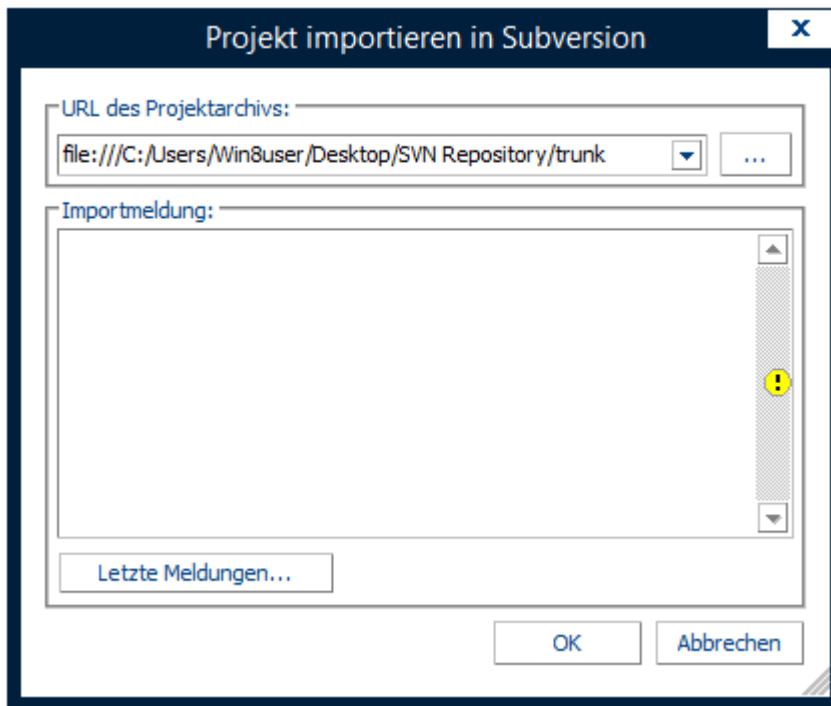 Projekt importieren in Subversion
x
URL des Projektarchivs:
file:///C:/Users/Win8user/Desktop/SVN Repository/trunk
...
Importmeldung:
!
Letzte Meldungen...
OK
Abbrechen